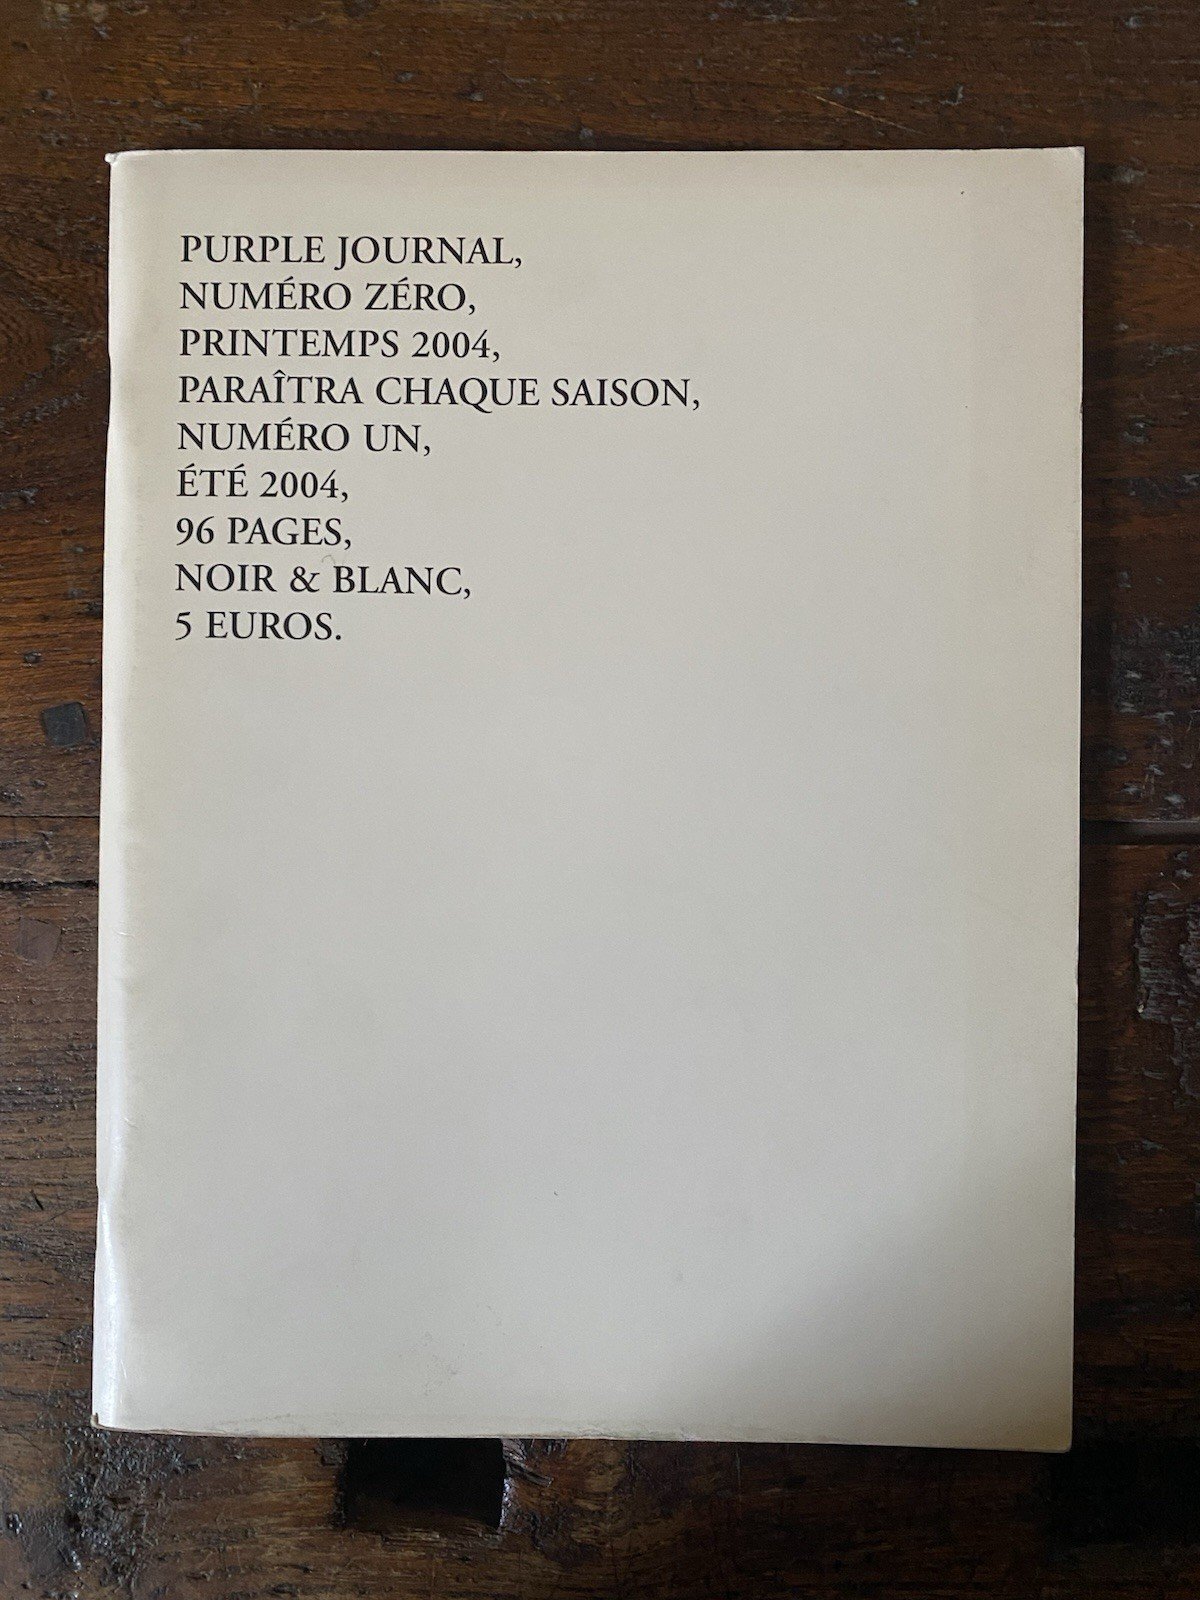 PURPLE JOURNAL,
NUMÉRO ZÉRO,
PRINTEMPS 2004,
PARAÎTRA CHAQUE SAISON,
NUMÉRO UN,
ÉTÉ 2004,
96 PAGES,
NOIR & BLANC,
5 EUROS.